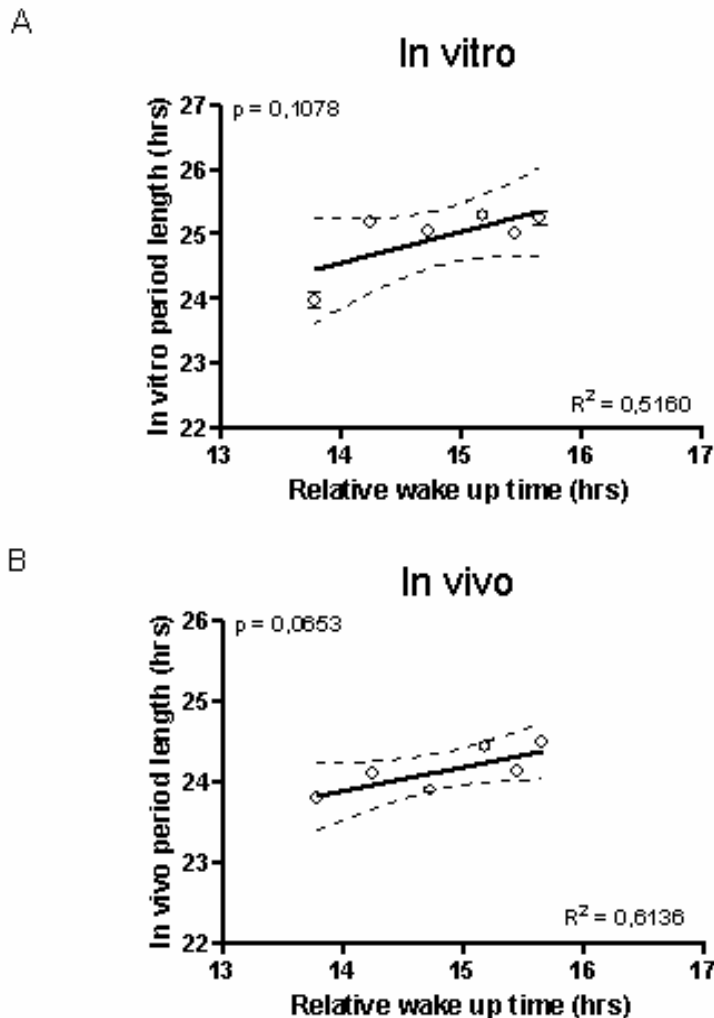 A
In vitro
p = 0,1078
In vitro period length (hrs)
27
26
25
24
23
22
R² = 0,5160
13 14 15 16 17
Relative wake up time (hrs)
B
In vivo
p = 0,0653
In vivo period length (hrs)
26
25
24
23
22
R² = 0,6136
13 14 15 16 17
Relative wake up time (hrs)